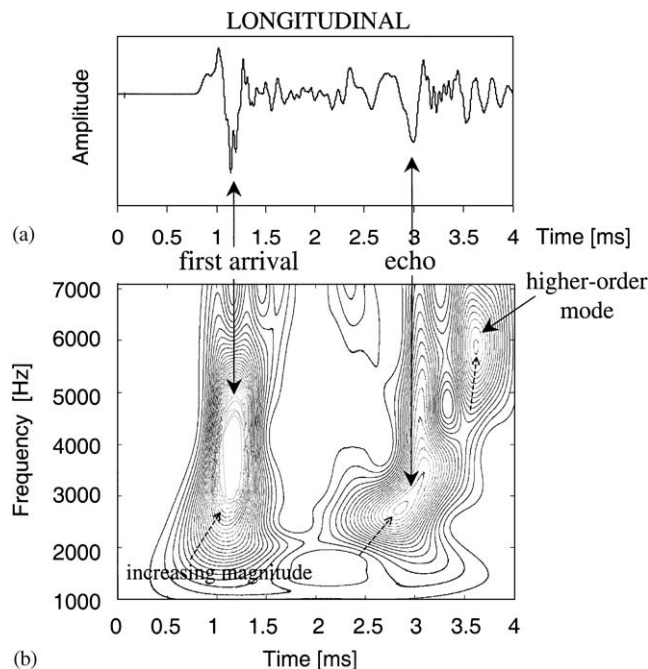 LONGITUDINAL
Amplitude
(a)
0 0.5 1 1.5 2 2.5 3 3.5 4 Time [ms]
first arrival echo
higher-order
mode
7000
6000
5000
4000
3000
2000
1000
Frequency [Hz]
increasing magnitude
0 0.5 1 1.5 2 2.5 3 3.5 4
(b) Time [ms]